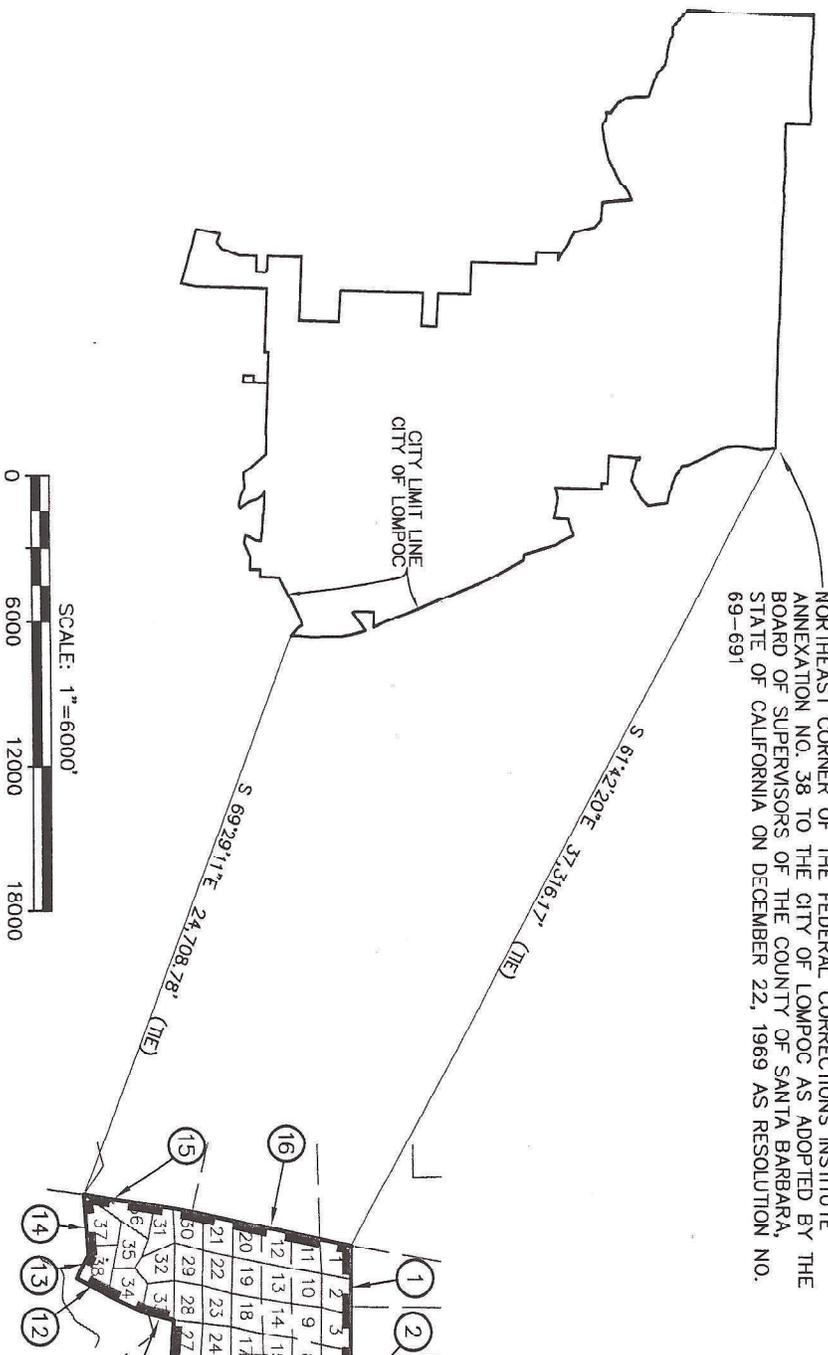 NORTHEAST CORNER OF THE FEDERAL CORRECTIONS INSTITUTE
ANNEXATION NO. 38 TO THE CITY OF LOMPOC AS ADOPTED BY THE
BOARD OF SUPERVISORS OF THE COUNTY OF SANTA BARBARA,
STATE OF CALIFORNIA ON DECEMBER 22, 1969 AS RESOLUTION NO.
69-691
CITY LIMIT LINE
CITY OF LOMPOC
S 61°42'20"E 37,316.17' (TIE)
S 69°29'11"E 24,708.78' (TIE)
SCALE: 1"=6000'
0 6000 12000 18000
1
2
16
15
14
13
12
1 2 3
11 10 9
12 13 14
20 19 18 17
21 22 23 24
30 29 28 27
31 32
35 34
37 38